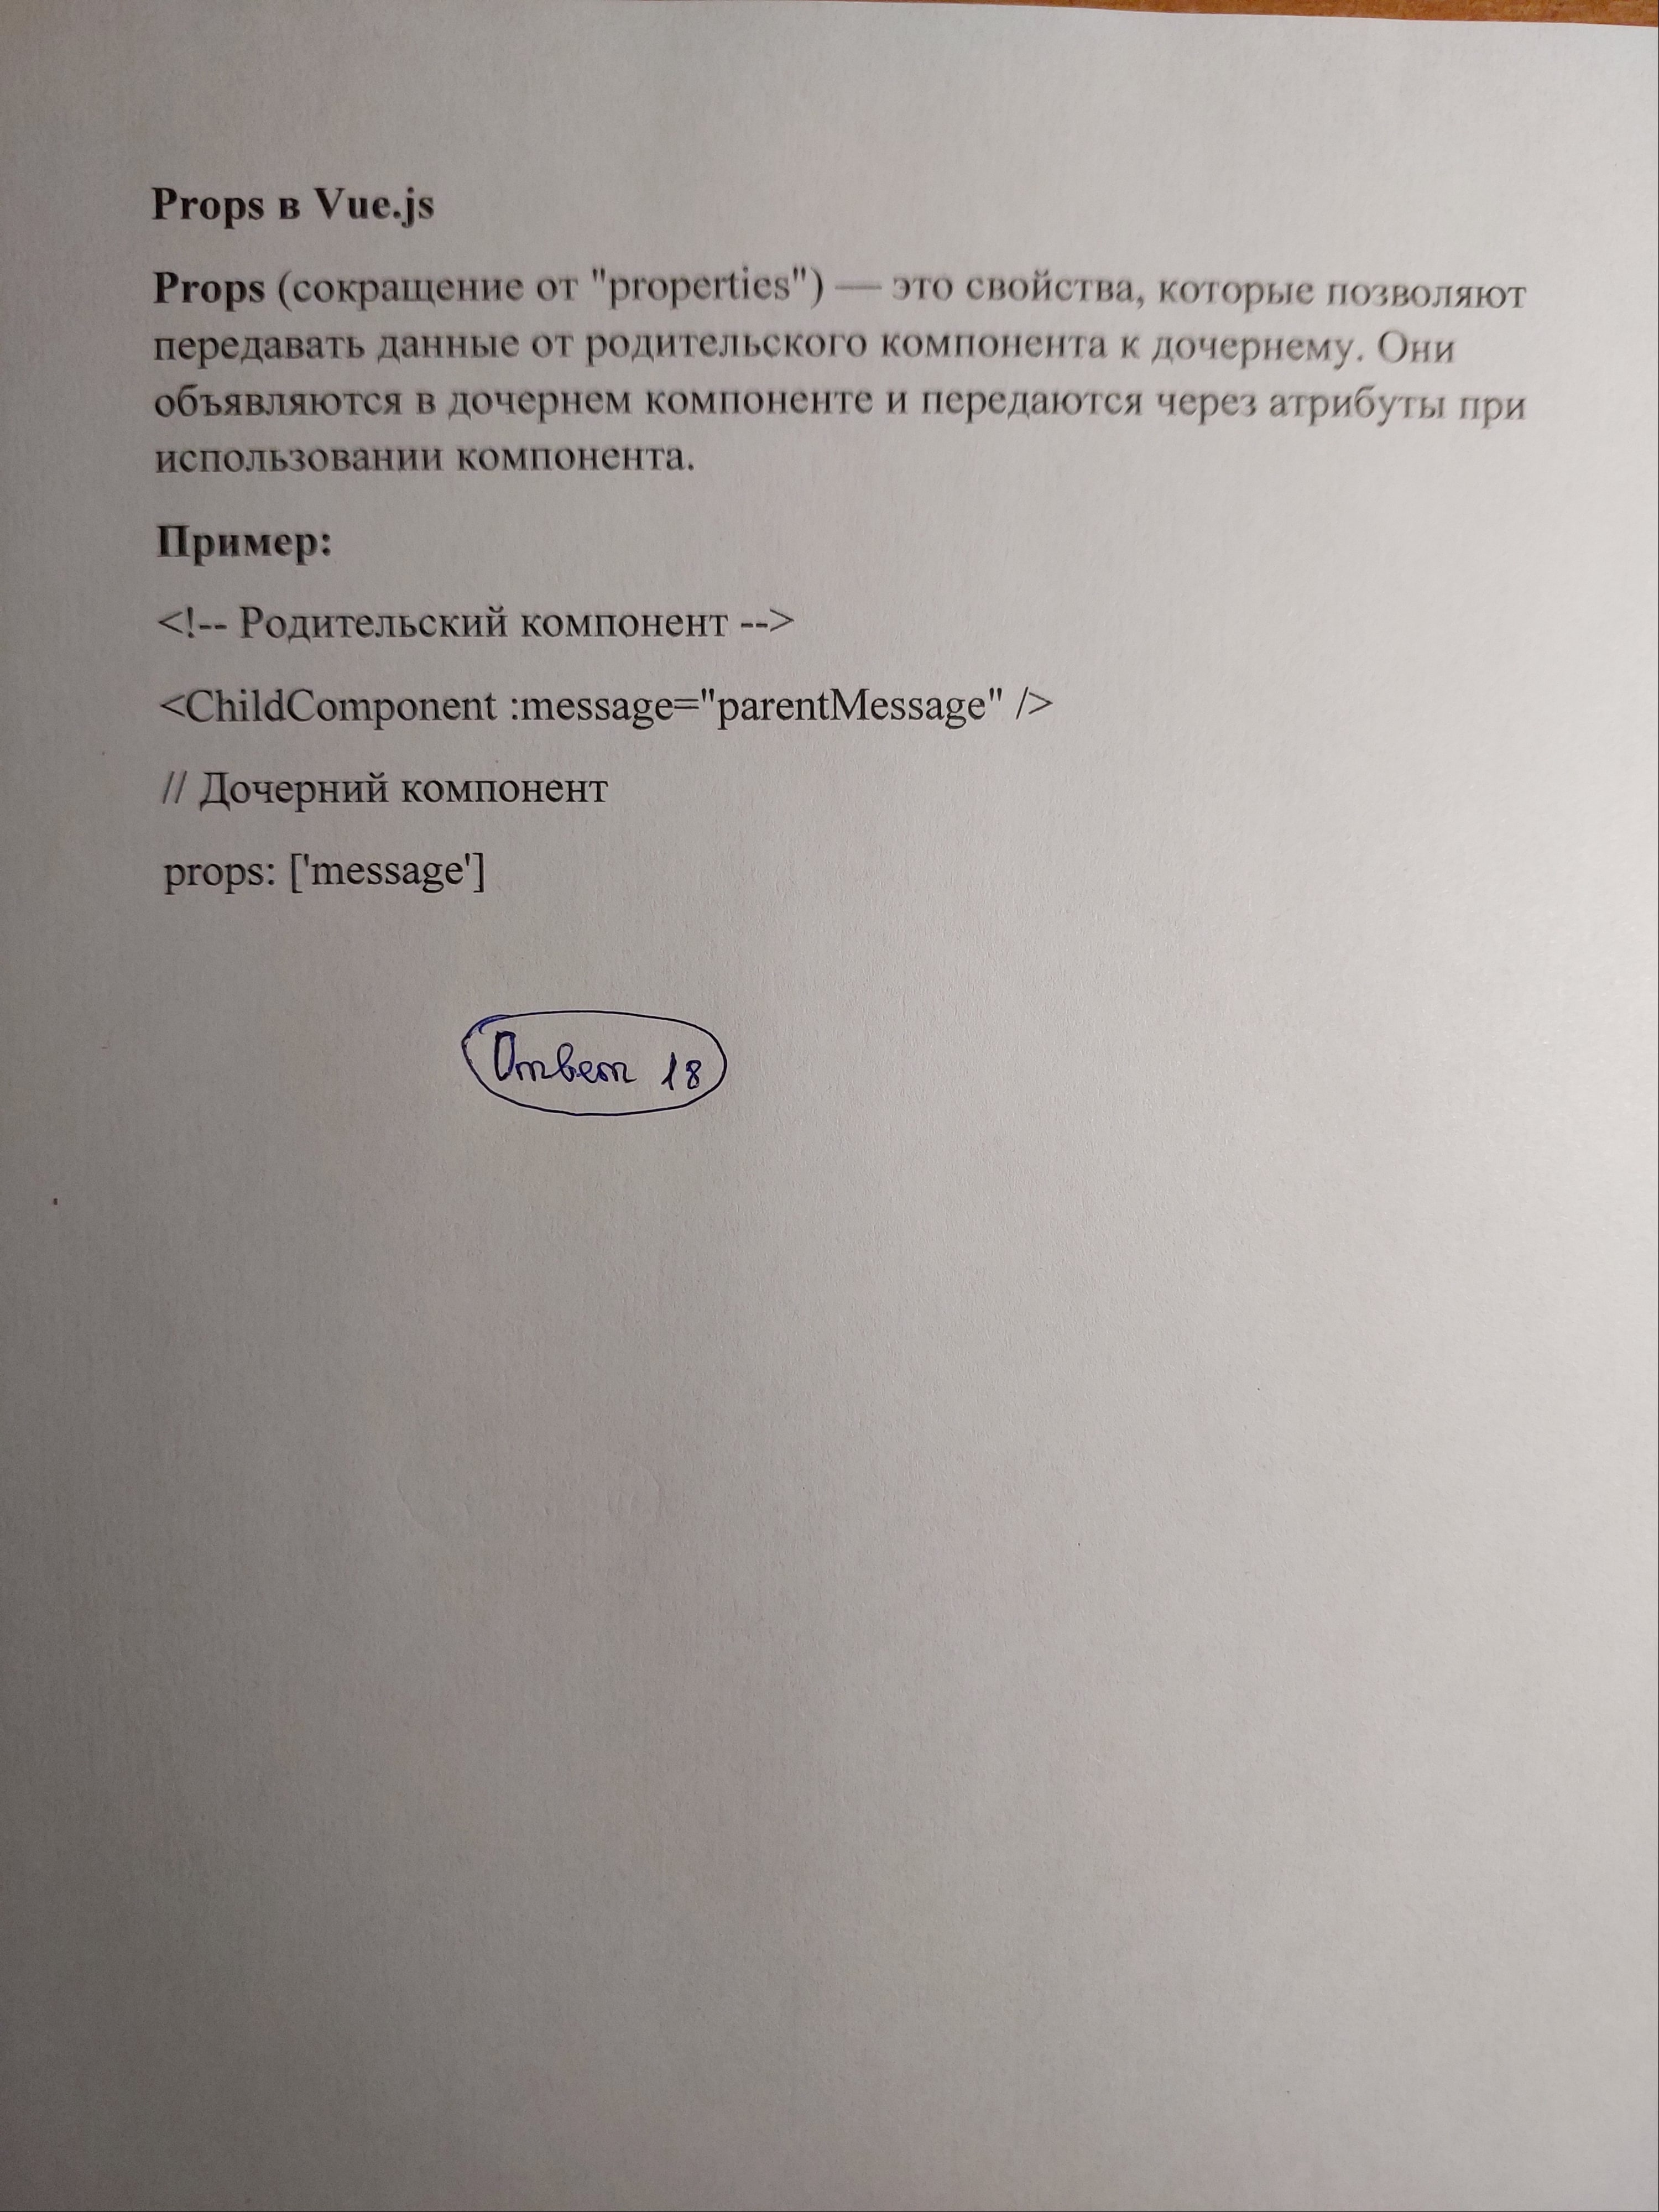 Props в Vue.js
Props (сокращение от "properties") — это свойства, которые позволяют
передавать данные от родительского компонента к дочернему. Они
объявляются в дочернем компоненте и передаются через атрибуты при
использовании компонента.
Пример:
<!-- Родительский компонент -->
<ChildComponent :message="parentMessage" />
// Дочерний компонент
props: ['message']
Ответ 18